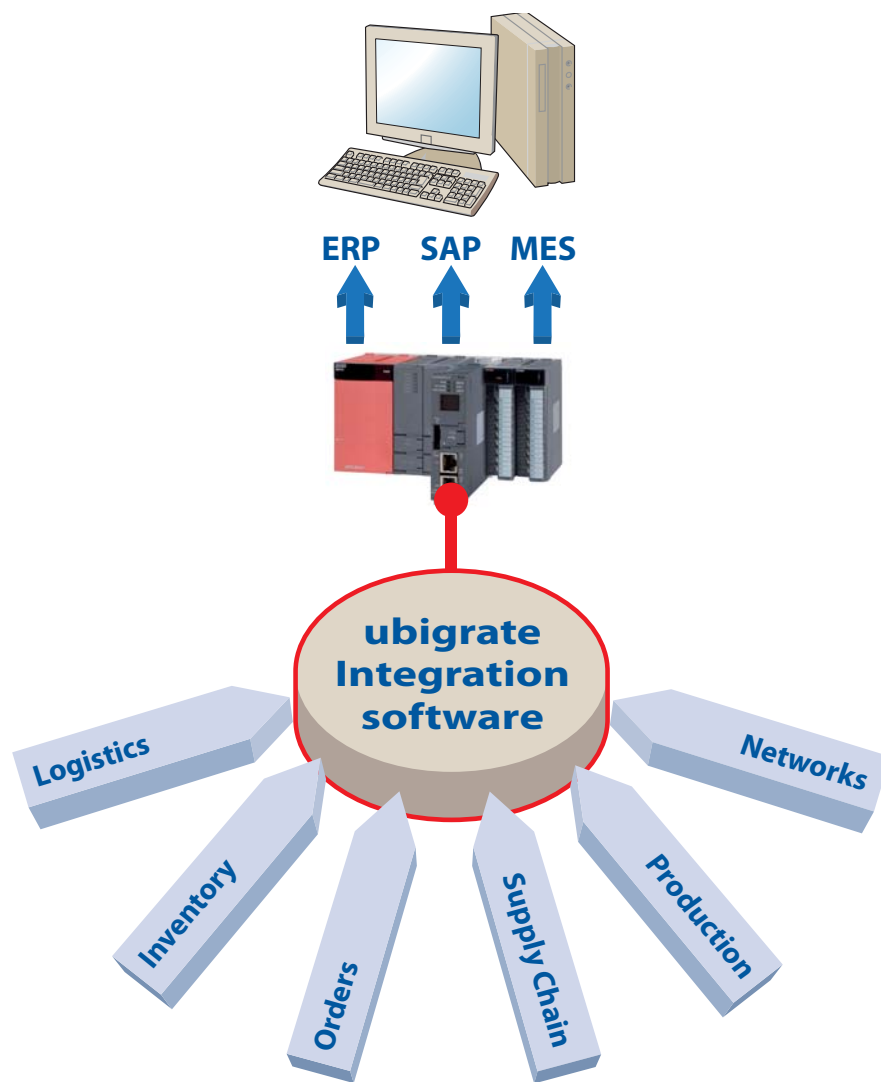 ERP SAP MES
ubigrate
Integration
software
Logistics
Inventory
Orders
Supply Chain
Production
Networks